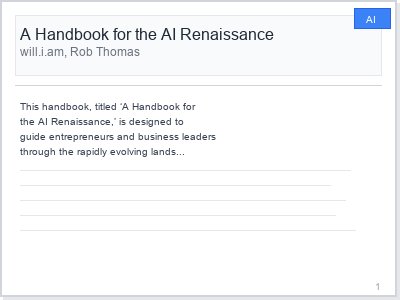 AI
A Handbook for the AI Renaissance
will.i.am, Rob Thomas
This handbook, titled 'A Handbook for
the AI Renaissance,' is designed to
guide entrepreneurs and business leaders
through the rapidly evolving lands...
1